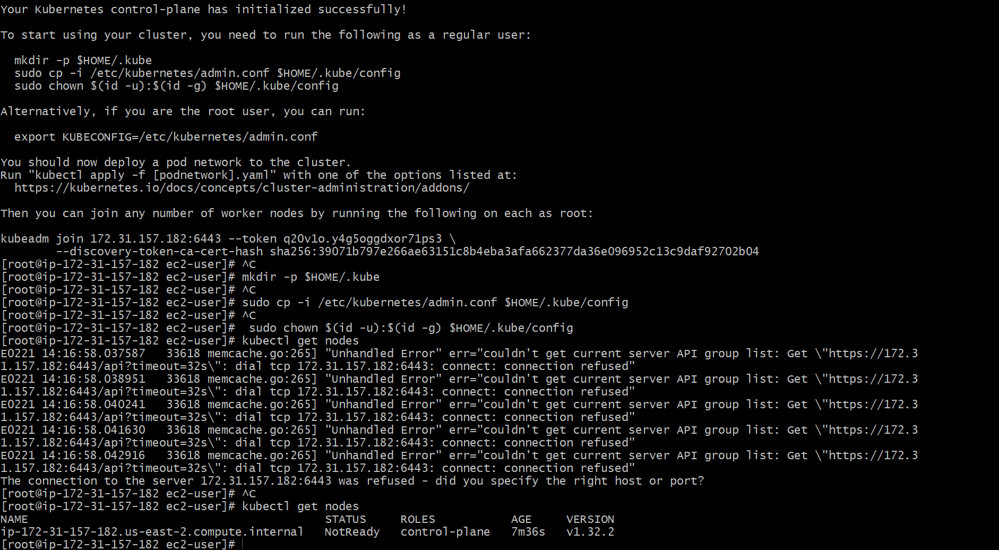 Your Kubernetes control-plane has initialized successfully!
To start using your cluster, you need to run the following as a regular user:
  mkdir -p $HOME/.kube
  sudo cp -i /etc/kubernetes/admin.conf $HOME/.kube/config
  sudo chown $(id -u):$(id -g) $HOME/.kube/config
Alternatively, if you are the root user, you can run:
  export KUBECONFIG=/etc/kubernetes/admin.conf
You should now deploy a pod network to the cluster.
Run "kubectl apply -f [podnetwork].yaml" with one of the options listed at:
  https://kubernetes.io/docs/concepts/cluster-administration/addons/
Then you can join any number of worker nodes by running the following on each as root:
kubeadm join 172.31.157.182:6443 --token q20v1o.y4g5oggdxor71ps3 \
        --discovery-token-ca-cert-hash sha256:39071b797e266ae63151c8b4eba3afa662377da36e096952c13c9daf92702b04
[root@ip-172-31-157-182 ec2-user]# ^C
[root@ip-172-31-157-182 ec2-user]# mkdir -p $HOME/.kube
[root@ip-172-31-157-182 ec2-user]# ^C
[root@ip-172-31-157-182 ec2-user]# sudo cp -i /etc/kubernetes/admin.conf $HOME/.kube/config
[root@ip-172-31-157-182 ec2-user]# ^C
[root@ip-172-31-157-182 ec2-user]#  sudo chown $(id -u):$(id -g) $HOME/.kube/config
[root@ip-172-31-157-182 ec2-user]# kubectl get nodes
E0221 14:16:58.037587   33618 memcache.go:265] "Unhandled Error" err="couldn't get current server API group list: Get \"https://172.3
1.157.182:6443/api?timeout=32s\": dial tcp 172.31.157.182:6443: connect: connection refused"
E0221 14:16:58.038951   33618 memcache.go:265] "Unhandled Error" err="couldn't get current server API group list: Get \"https://172.3
1.157.182:6443/api?timeout=32s\": dial tcp 172.31.157.182:6443: connect: connection refused"
E0221 14:16:58.040241   33618 memcache.go:265] "Unhandled Error" err="couldn't get current server API group list: Get \"https://172.3
1.157.182:6443/api?timeout=32s\": dial tcp 172.31.157.182:6443: connect: connection refused"
E0221 14:16:58.041630   33618 memcache.go:265] "Unhandled Error" err="couldn't get current server API group list: Get \"https://172.3
1.157.182:6443/api?timeout=32s\": dial tcp 172.31.157.182:6443: connect: connection refused"
E0221 14:16:58.042916   33618 memcache.go:265] "Unhandled Error" err="couldn't get current server API group list: Get \"https://172.3
1.157.182:6443/api?timeout=32s\": dial tcp 172.31.157.182:6443: connect: connection refused"
The connection to the server 172.31.157.182:6443 was refused - did you specify the right host or port?
[root@ip-172-31-157-182 ec2-user]# ^C
[root@ip-172-31-157-182 ec2-user]# kubectl get nodes
NAME                                           STATUS     ROLES           AGE     VERSION
ip-172-31-157-182.us-east-2.compute.internal   NotReady   control-plane   7m36s   v1.32.2
[root@ip-172-31-157-182 ec2-user]#